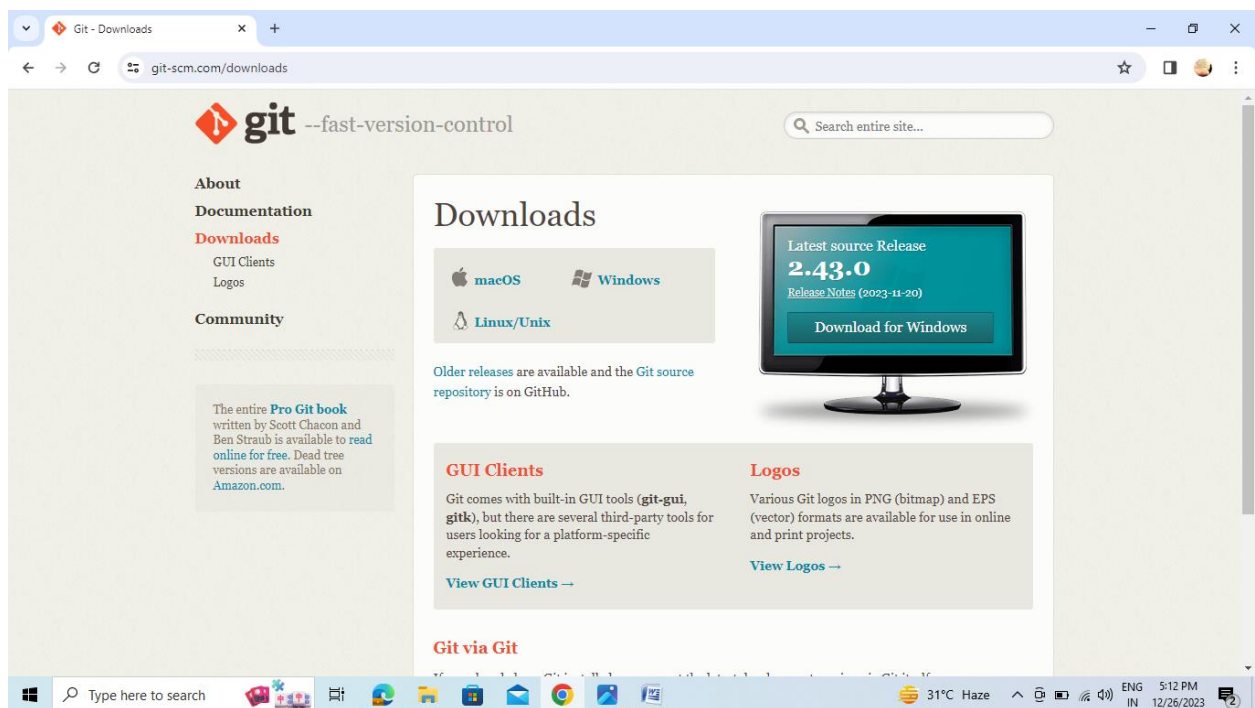 Git - Downloads
git-scm.com/downloads
git --fast-version-control
Search entire site...
About
Documentation
Downloads
GUI Clients
Logos
Community
The entire Pro Git book
written by Scott Chacon and
Ben Straub is available to read
online for free. Dead tree
versions are available on
Amazon.com.
Downloads
macOS
Windows
Linux/Unix
Older releases are available and the Git source
repository is on GitHub.
Latest source Release
2.43.0
Release Notes (2023-11-20)
Download for Windows
GUI Clients
Git comes with built-in GUI tools (git-gui,
gitk), but there are several third-party tools for
users looking for a platform-specific
experience.
View GUI Clients →
Logos
Various Git logos in PNG (bitmap) and EPS
(vector) formats are available for use in online
and print projects.
View Logos →
Git via Git
Type here to search
31°C Haze
ENG
IN
5:12 PM
12/26/2023
2